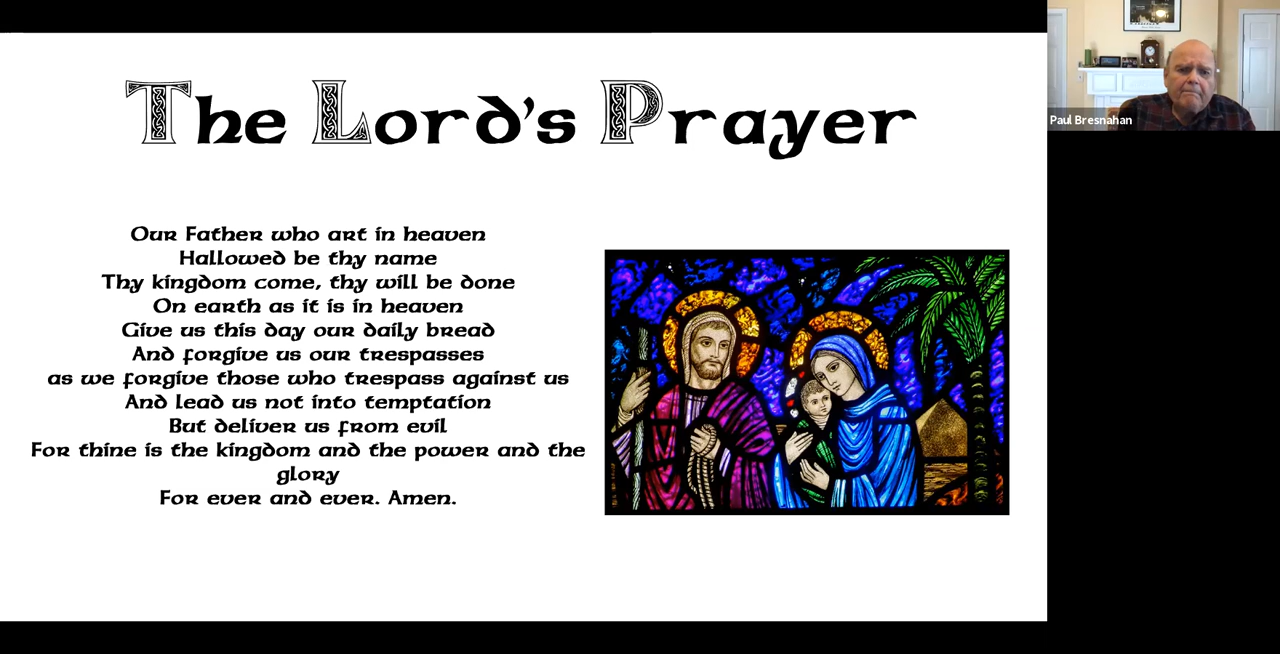 The Lord's Prayer
Our Father who art in heaven
Hallowed be thy name
Thy kingdom come, thy will be done
On earth as it is in heaven
Give us this day our daily bread
And forgive us our trespasses
as we forgive those who trespass against us
And lead us not into temptation
But deliver us from evil
For thine is the kingdom and the power and the
glory
For ever and ever. Amen.
Paul Bresnahan